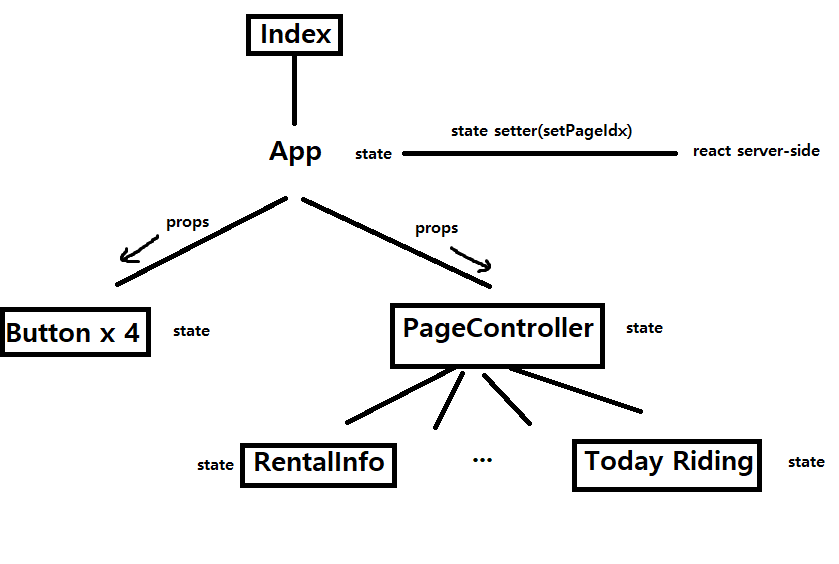 Index
state setter(setPageIdx)
App
state
react server-side
props
props
Button x 4
state
PageController
state
state
RentalInfo
...
Today Riding
state